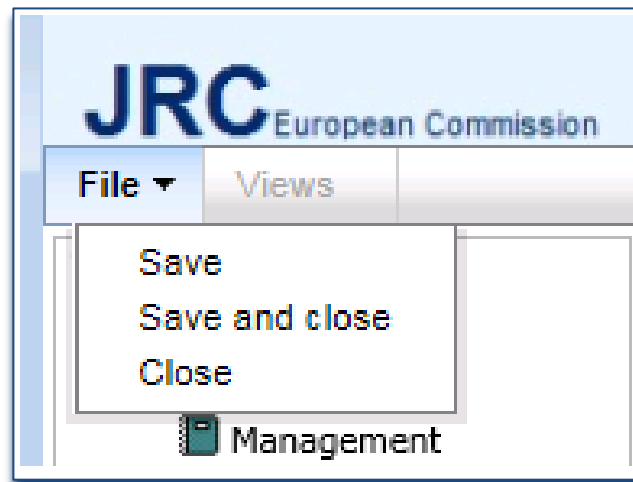 JRC European Commission
File Views
Save
Save and close
Close
Management